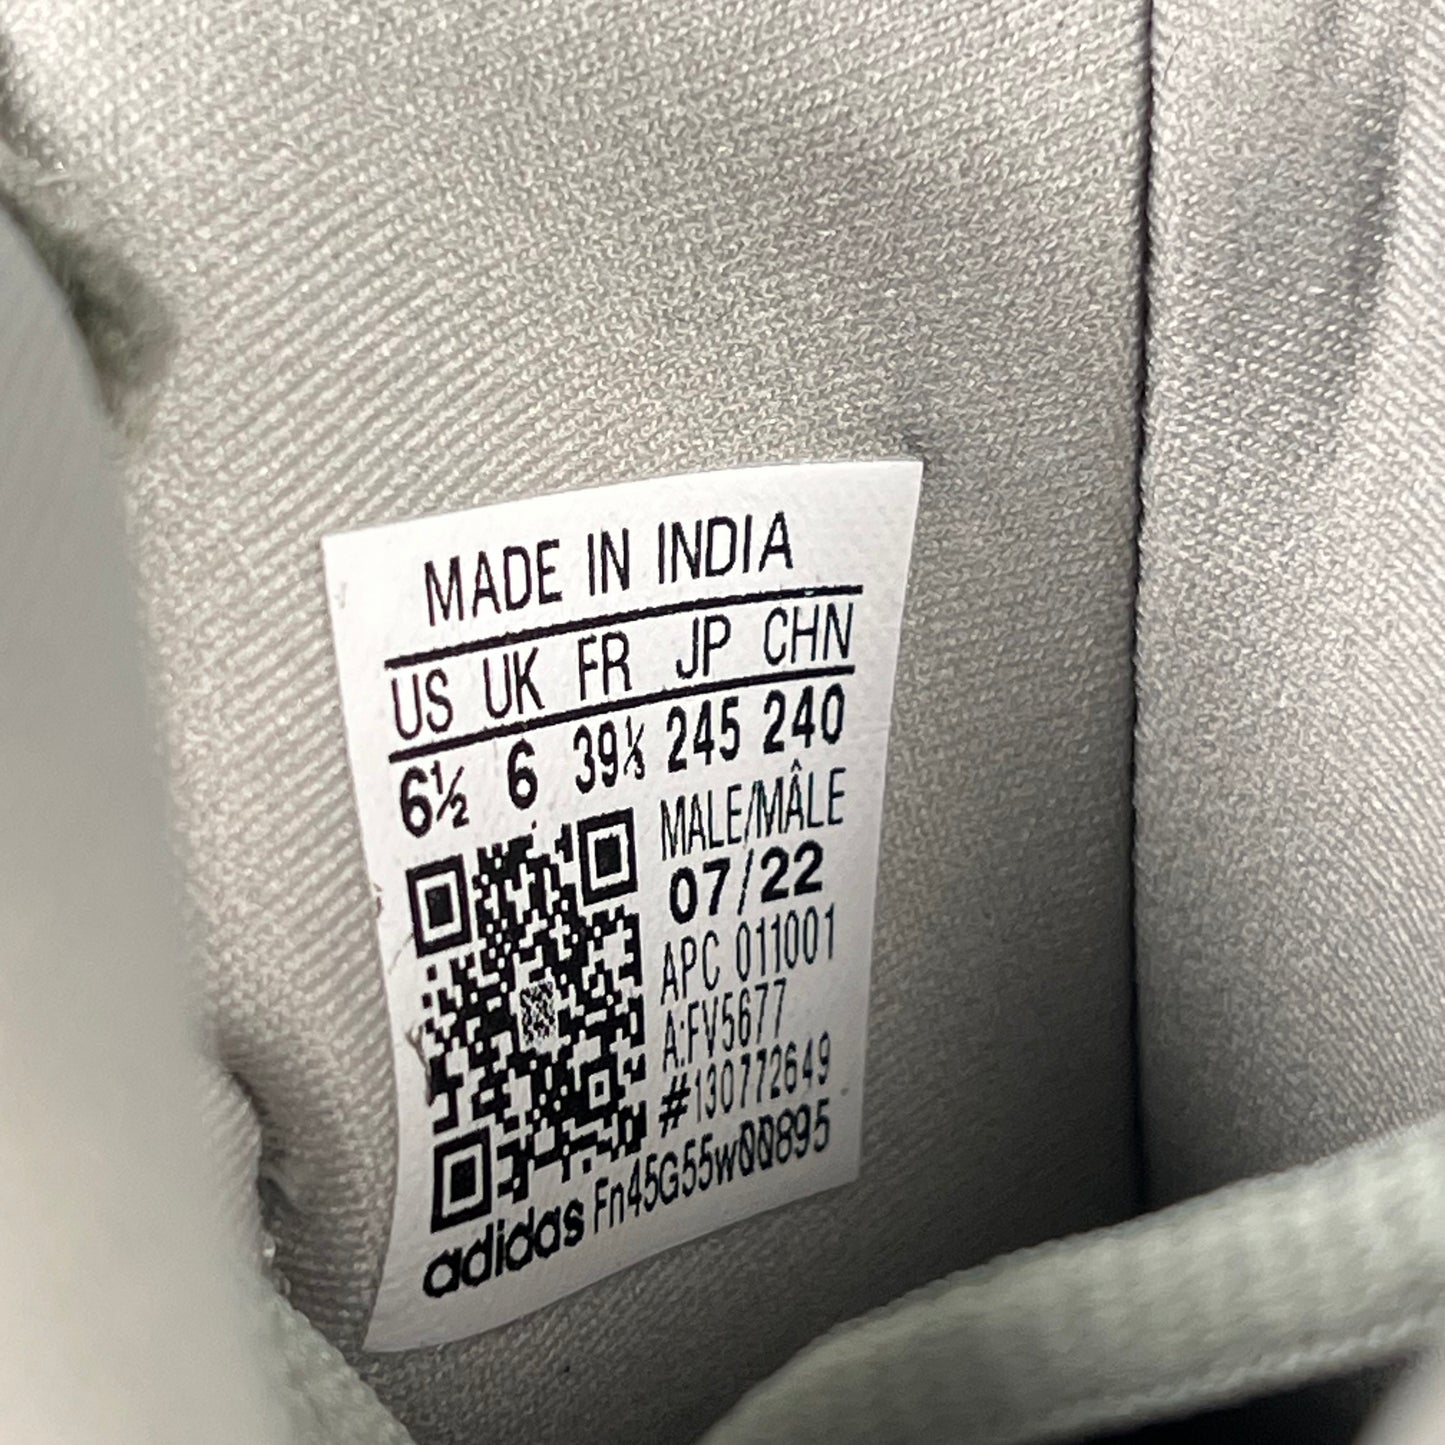 MADE IN INDIA
US UK FR JP CHN
6½ 6 39⅓ 245 240
MALE/MÂLE
07/22
APC 011001
A:FV5677
#130772649
adidas Fn45G55w00895